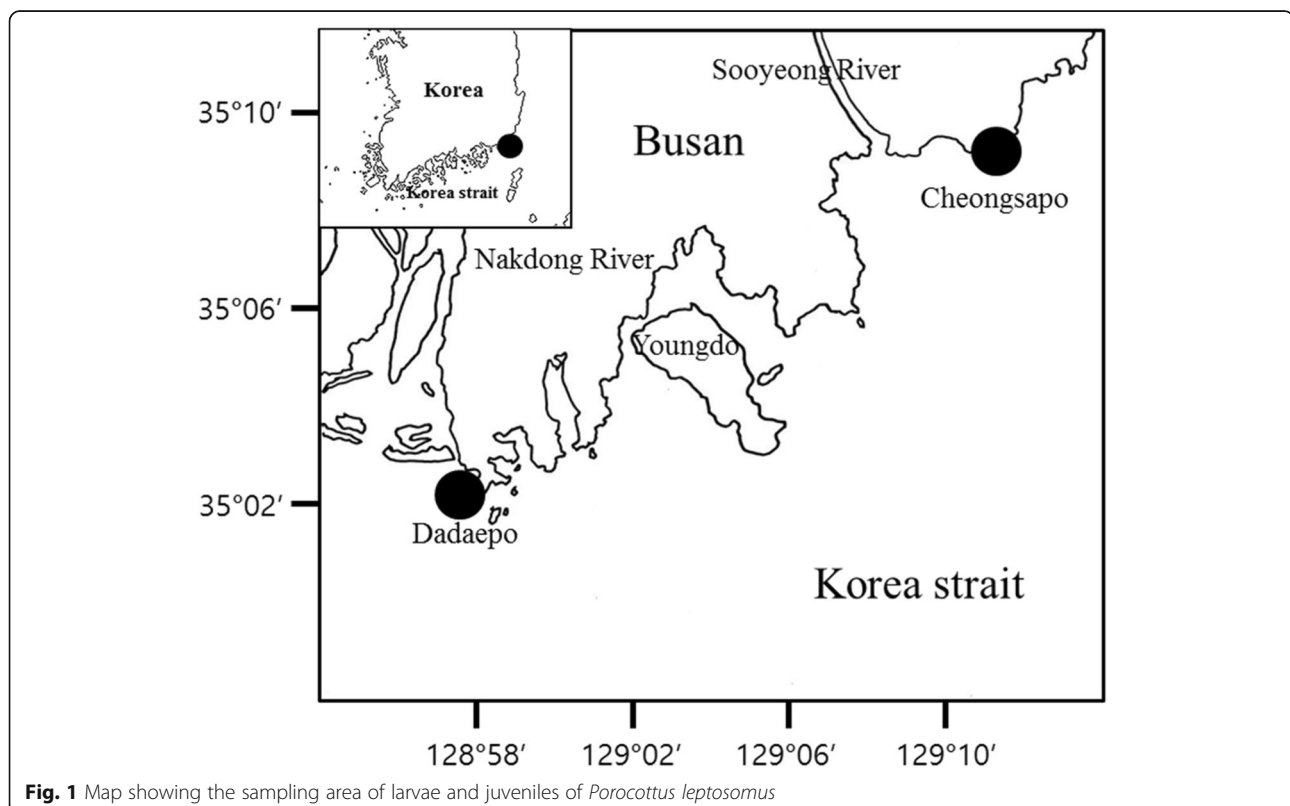 Korea
Korea strait
Sooyeong River
Busan
Cheongsapo
Nakdong River
Youngdo
Dadaepo
Korea strait
35°10′
35°06′
35°02′
128°58′ 129°02′ 129°06′ 129°10′
Fig. 1 Map showing the sampling area of larvae and juveniles of Porocottus leptosomus